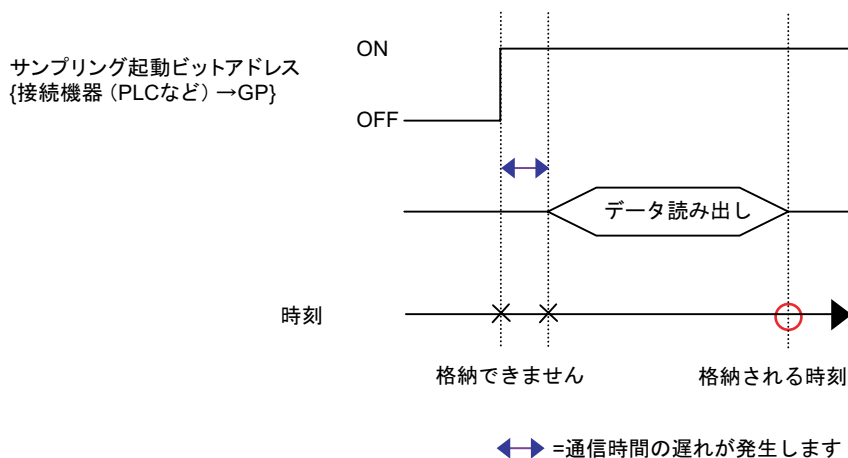 ON
サンプリング起動ビットアドレス
{接続機器（PLCなど）→GP}
OFF
データ読み出し
時刻
格納できません
格納される時刻
=通信時間の遅れが発生します